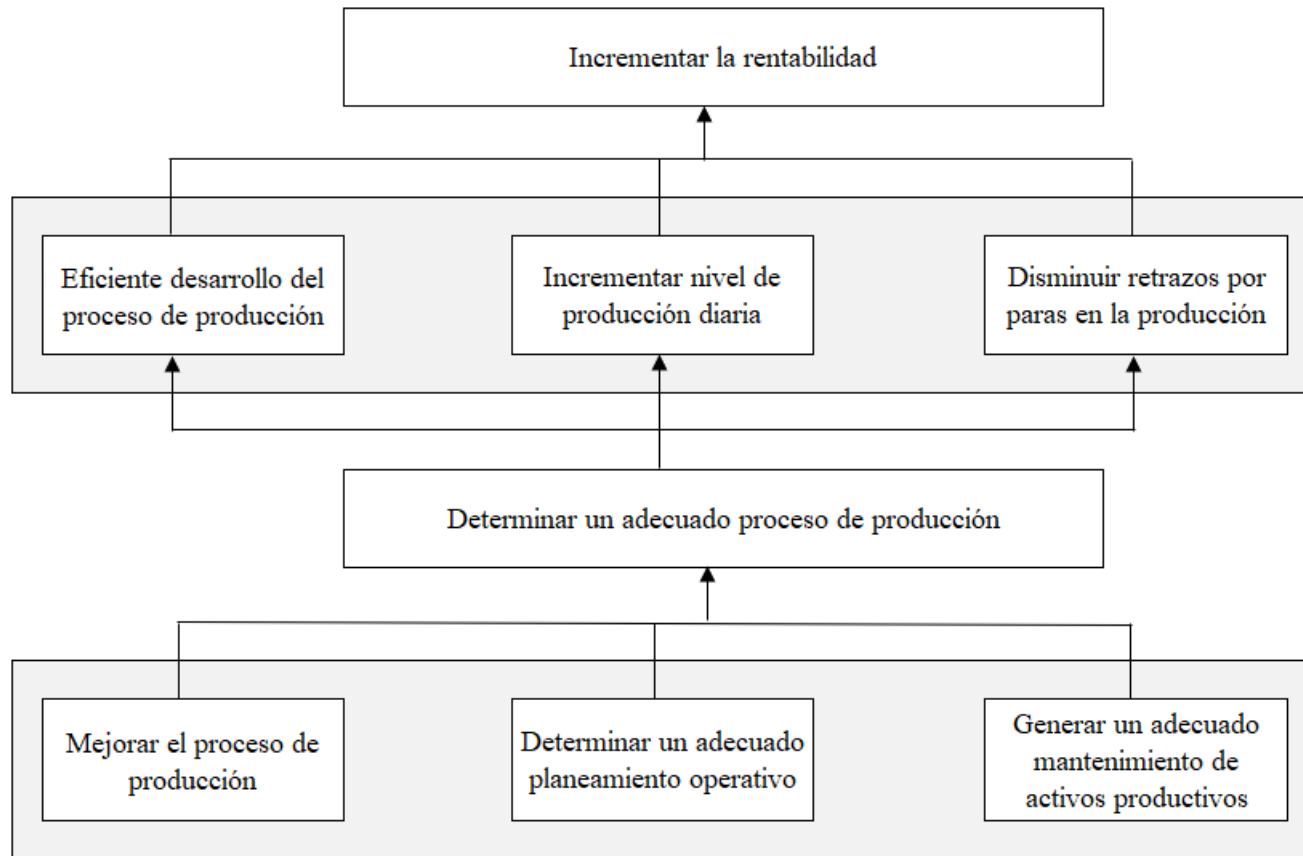 Incrementar la rentabilidad
Eficiente desarrollo del
proceso de producción
Incrementar nivel de
producción diaria
Disminuir retrazos por
paras en la producción
Determinar un adecuado proceso de producción
Mejorar el proceso de
producción
Determinar un adecuado
planeamiento operativo
Generar un adecuado
mantenimiento de
activos productivos